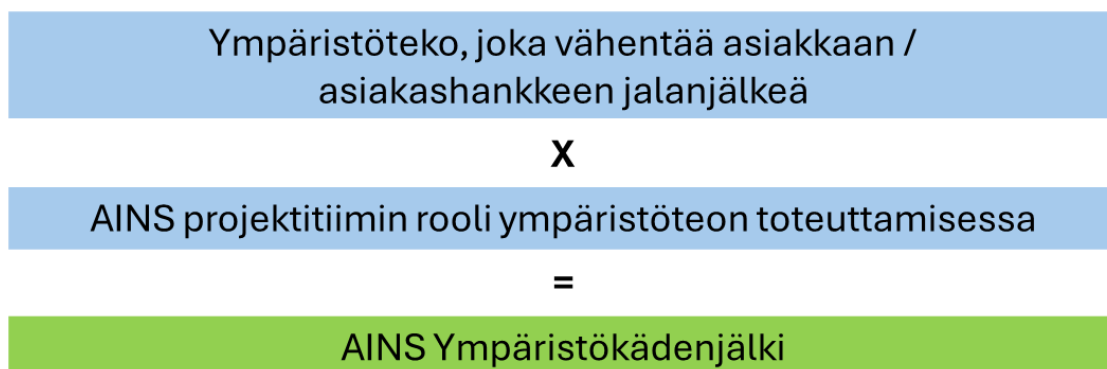 Ympäristöteko, joka vähentää asiakkaan /
asiakashankkeen jalanjälkeä
X
AINS projektitiimin rooli ympäristöteon toteuttamisessa
=
AINS Ympäristökädenjälki